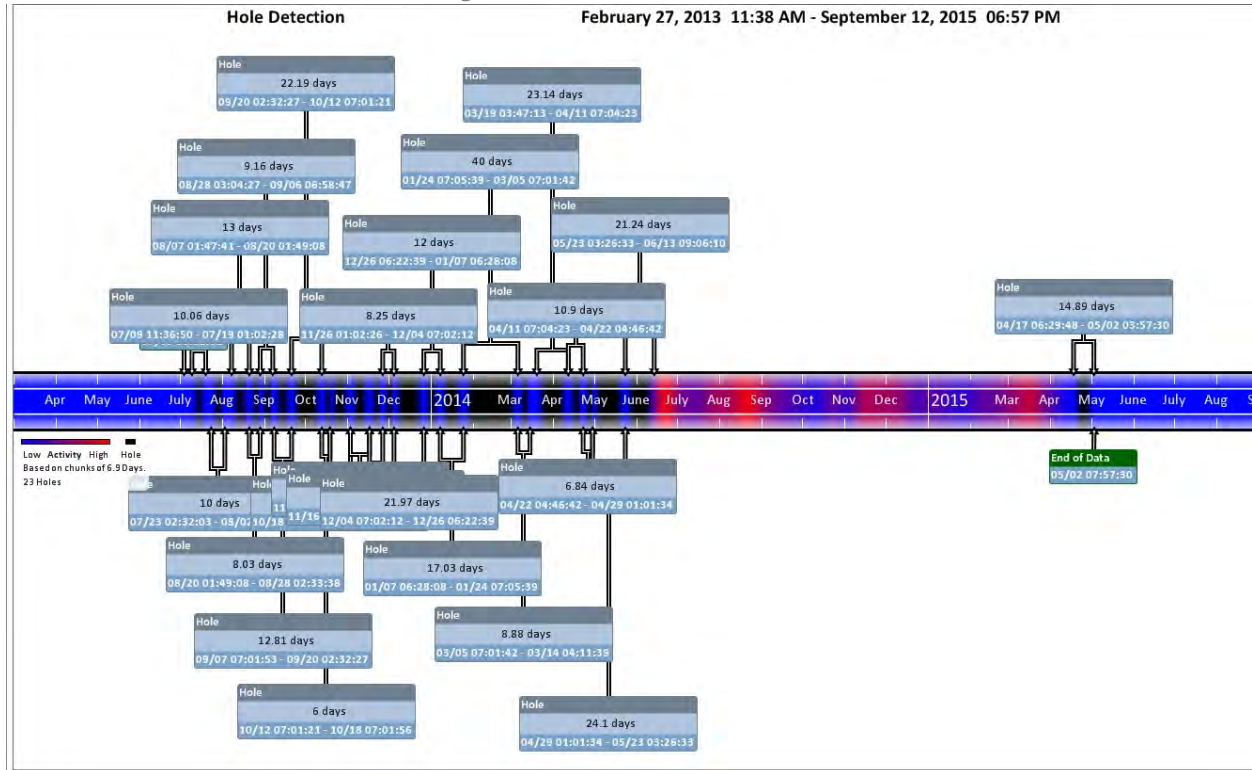 Hole Detection
February 27, 2013 11:38 AM - September 12, 2015 06:57 PM
Hole
22.19 days
09/20 02:32:27 - 10/12 07:01:21
Hole
23.14 days
03/19 03:47:13 - 04/11 07:04:23
Hole
9.16 days
08/28 03:04:27 - 09/06 06:58:47
Hole
40 days
01/24 07:05:39 - 03/05 07:01:42
Hole
13 days
08/07 01:47:41 - 08/20 01:49:08
Hole
12 days
12/26 06:22:39 - 01/07 06:28:08
Hole
21.24 days
05/23 03:26:33 - 06/13 09:06:10
Hole
10.06 days
07/09 11:36:50 - 07/19 01:02:28
Hole
8.25 days
11/26 01:02:26 - 12/04 07:02:12
Hole
10.9 days
04/11 07:04:23 - 04/22 04:46:42
Hole
14.89 days
04/17 06:29:48 - 05/02 03:57:30
Apr May June July Aug Sep Oct Nov Dec 2014 Mar Apr May June July Aug Sep Oct Nov Dec 2015 Mar Apr May June July Aug S
Low Activity High Hole
Based on chunks of 6.9 Days.
23 Holes
End of Data
05/02 07:57:30
10 days
07/23 02:32:03 - 08/02
Hole
10/18
Hole
11
Hole
11/16
Hole
21.97 days
12/04 07:02:12 - 12/26 06:22:39
Hole
6.84 days
04/22 04:46:42 - 04/29 01:01:34
Hole
8.03 days
08/20 01:49:08 - 08/28 02:33:38
Hole
17.03 days
01/07 06:28:08 - 01/24 07:05:39
Hole
12.81 days
09/07 07:01:53 - 09/20 02:32:27
Hole
8.88 days
03/05 07:01:42 - 03/14 04:11:39
Hole
6 days
10/12 07:01:21 - 10/18 07:01:56
Hole
24.1 days
04/29 01:01:34 - 05/23 03:26:33